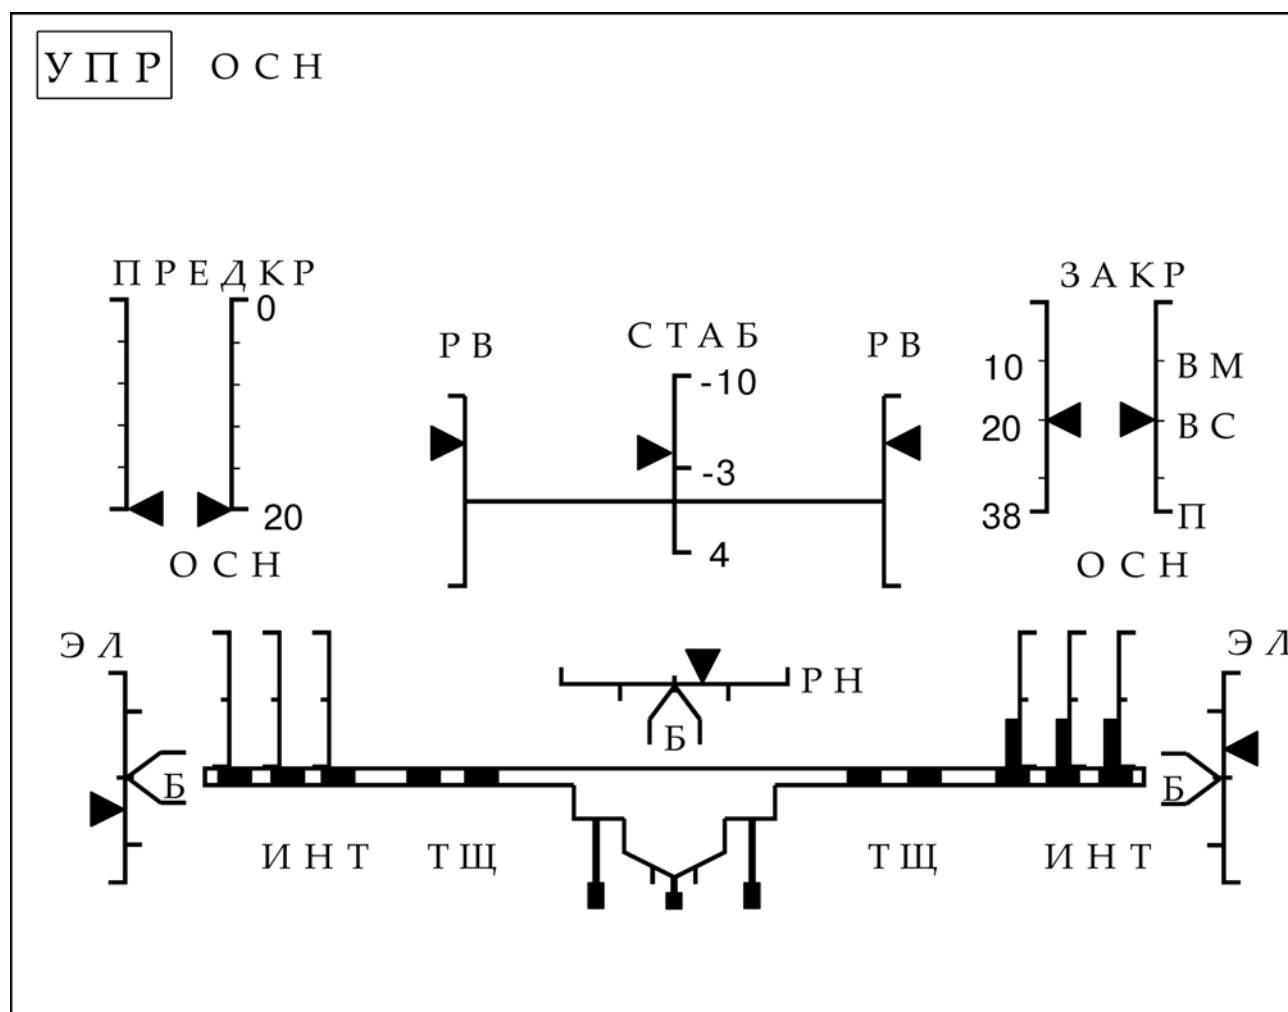 УПР ОСН
ПРЕДКР ЗАКР
0
РВ СТАБ РВ
-10
10 ВМ
20 ВС
-3
20 38 П
4
ОСН ОСН
ЭЛ ЭЛ
РН
Б
Б Б
ИНТ ТЩ ТЩ ИНТ